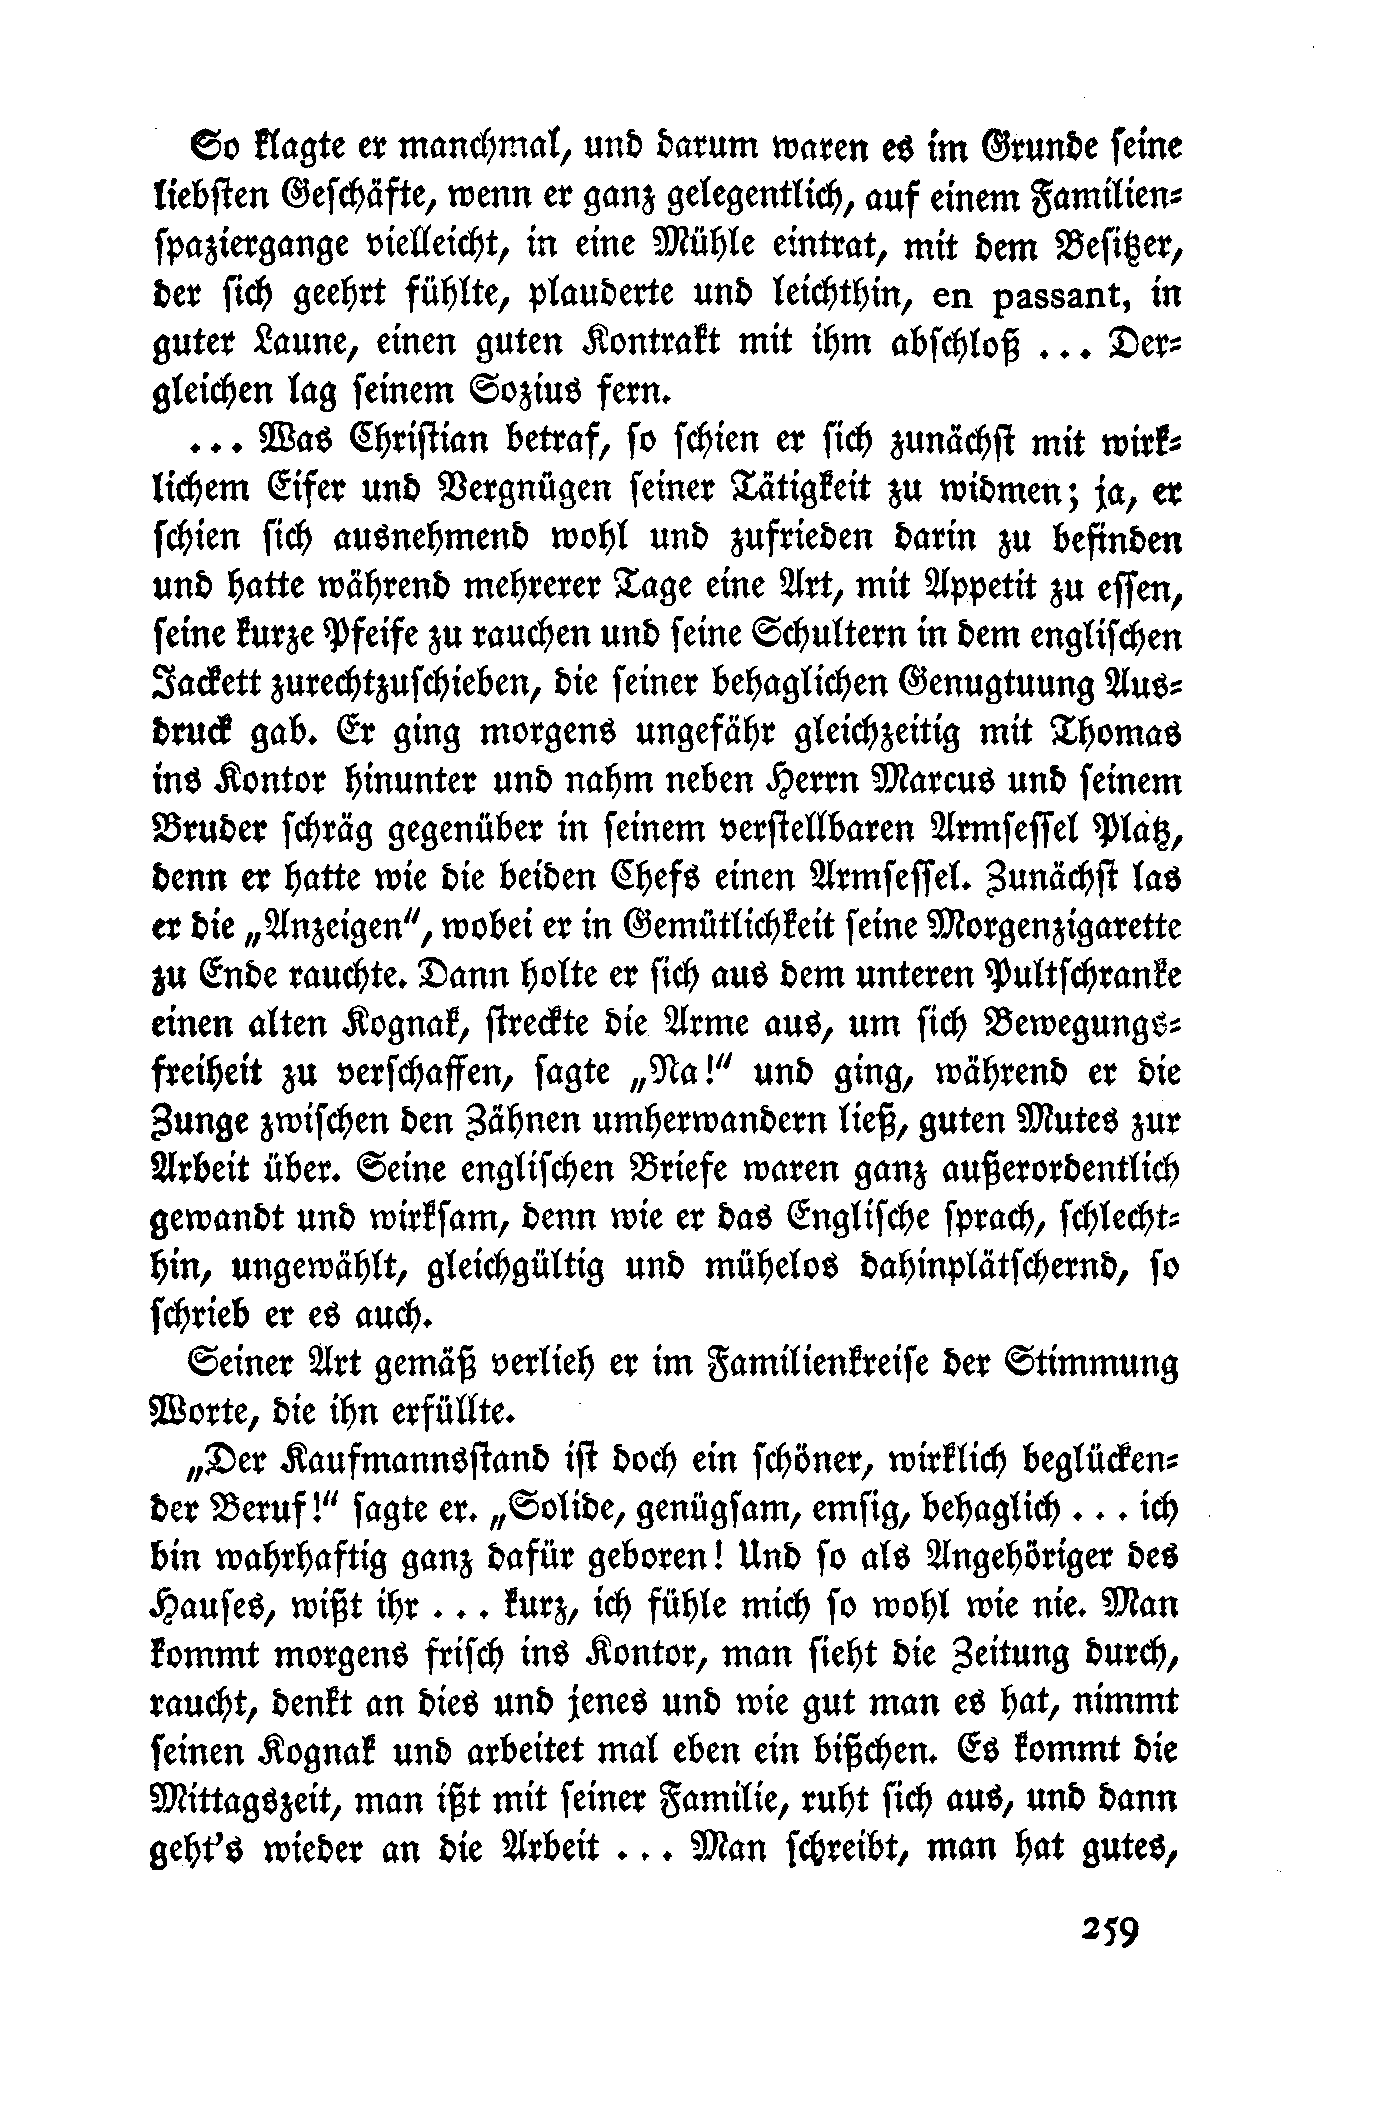 So klagte er manchmal, und darum waren es im Grunde seine
liebsten Geschäfte, wenn er ganz gelegentlich, auf einem Familien-
spaziergange vielleicht, in eine Mühle eintrat, mit dem Besitzer,
der sich geehrt fühlte, plauderte und leichthin, en passant, in
guter Laune, einen guten Kontrakt mit ihm abschloß ... Der-
gleichen lag seinem Sozius fern.
... Was Christian betraf, so schien er sich zunächst mit wirk-
lichem Eifer und Vergnügen seiner Tätigkeit zu widmen; ja, er
schien sich ausnehmend wohl und zufrieden darin zu befinden
und hatte während mehrerer Tage eine Art, mit Appetit zu essen,
seine kurze Pfeife zu rauchen und seine Schultern in dem englischen
Jackett zurechtzuschieben, die seiner behaglichen Genugtuung Aus-
druck gab. Er ging morgens ungefähr gleichzeitig mit Thomas
ins Kontor hinunter und nahm neben Herrn Marcus und seinem
Bruder schräg gegenüber in seinem verstellbaren Armsessel Platz,
denn er hatte wie die beiden Chefs einen Armsessel. Zunächst las
er die „Anzeigen“, wobei er in Gemütlichkeit seine Morgenzigarette
zu Ende rauchte. Dann holte er sich aus dem unteren Pultschranke
einen alten Kognak, streckte die Arme aus, um sich Bewegungs-
freiheit zu verschaffen, sagte „Na!“ und ging, während er die
Zunge zwischen den Zähnen umherwandern ließ, guten Mutes zur
Arbeit über. Seine englischen Briefe waren ganz außerordentlich
gewandt und wirksam, denn wie er das Englische sprach, schlecht-
hin, ungewählt, gleichgültig und mühelos dahinplätschernd, so
schrieb er es auch.
Seiner Art gemäß verlieh er im Familienkreise der Stimmung
Worte, die ihn erfüllte.
„Der Kaufmannsstand ist doch ein schöner, wirklich beglücken-
der Beruf!“ sagte er. „Solide, genügsam, emsig, behaglich ... ich
bin wahrhaftig ganz dafür geboren! Und so als Angehöriger des
Hauses, wißt ihr ... kurz, ich fühle mich so wohl wie nie. Man
kommt morgens frisch ins Kontor, man sieht die Zeitung durch,
raucht, denkt an dies und jenes und wie gut man es hat, nimmt
seinen Kognak und arbeitet mal eben ein bißchen. Es kommt die
Mittagszeit, man ißt mit seiner Familie, ruht sich aus, und dann
geht's wieder an die Arbeit ... Man schreibt, man hat gutes,
259